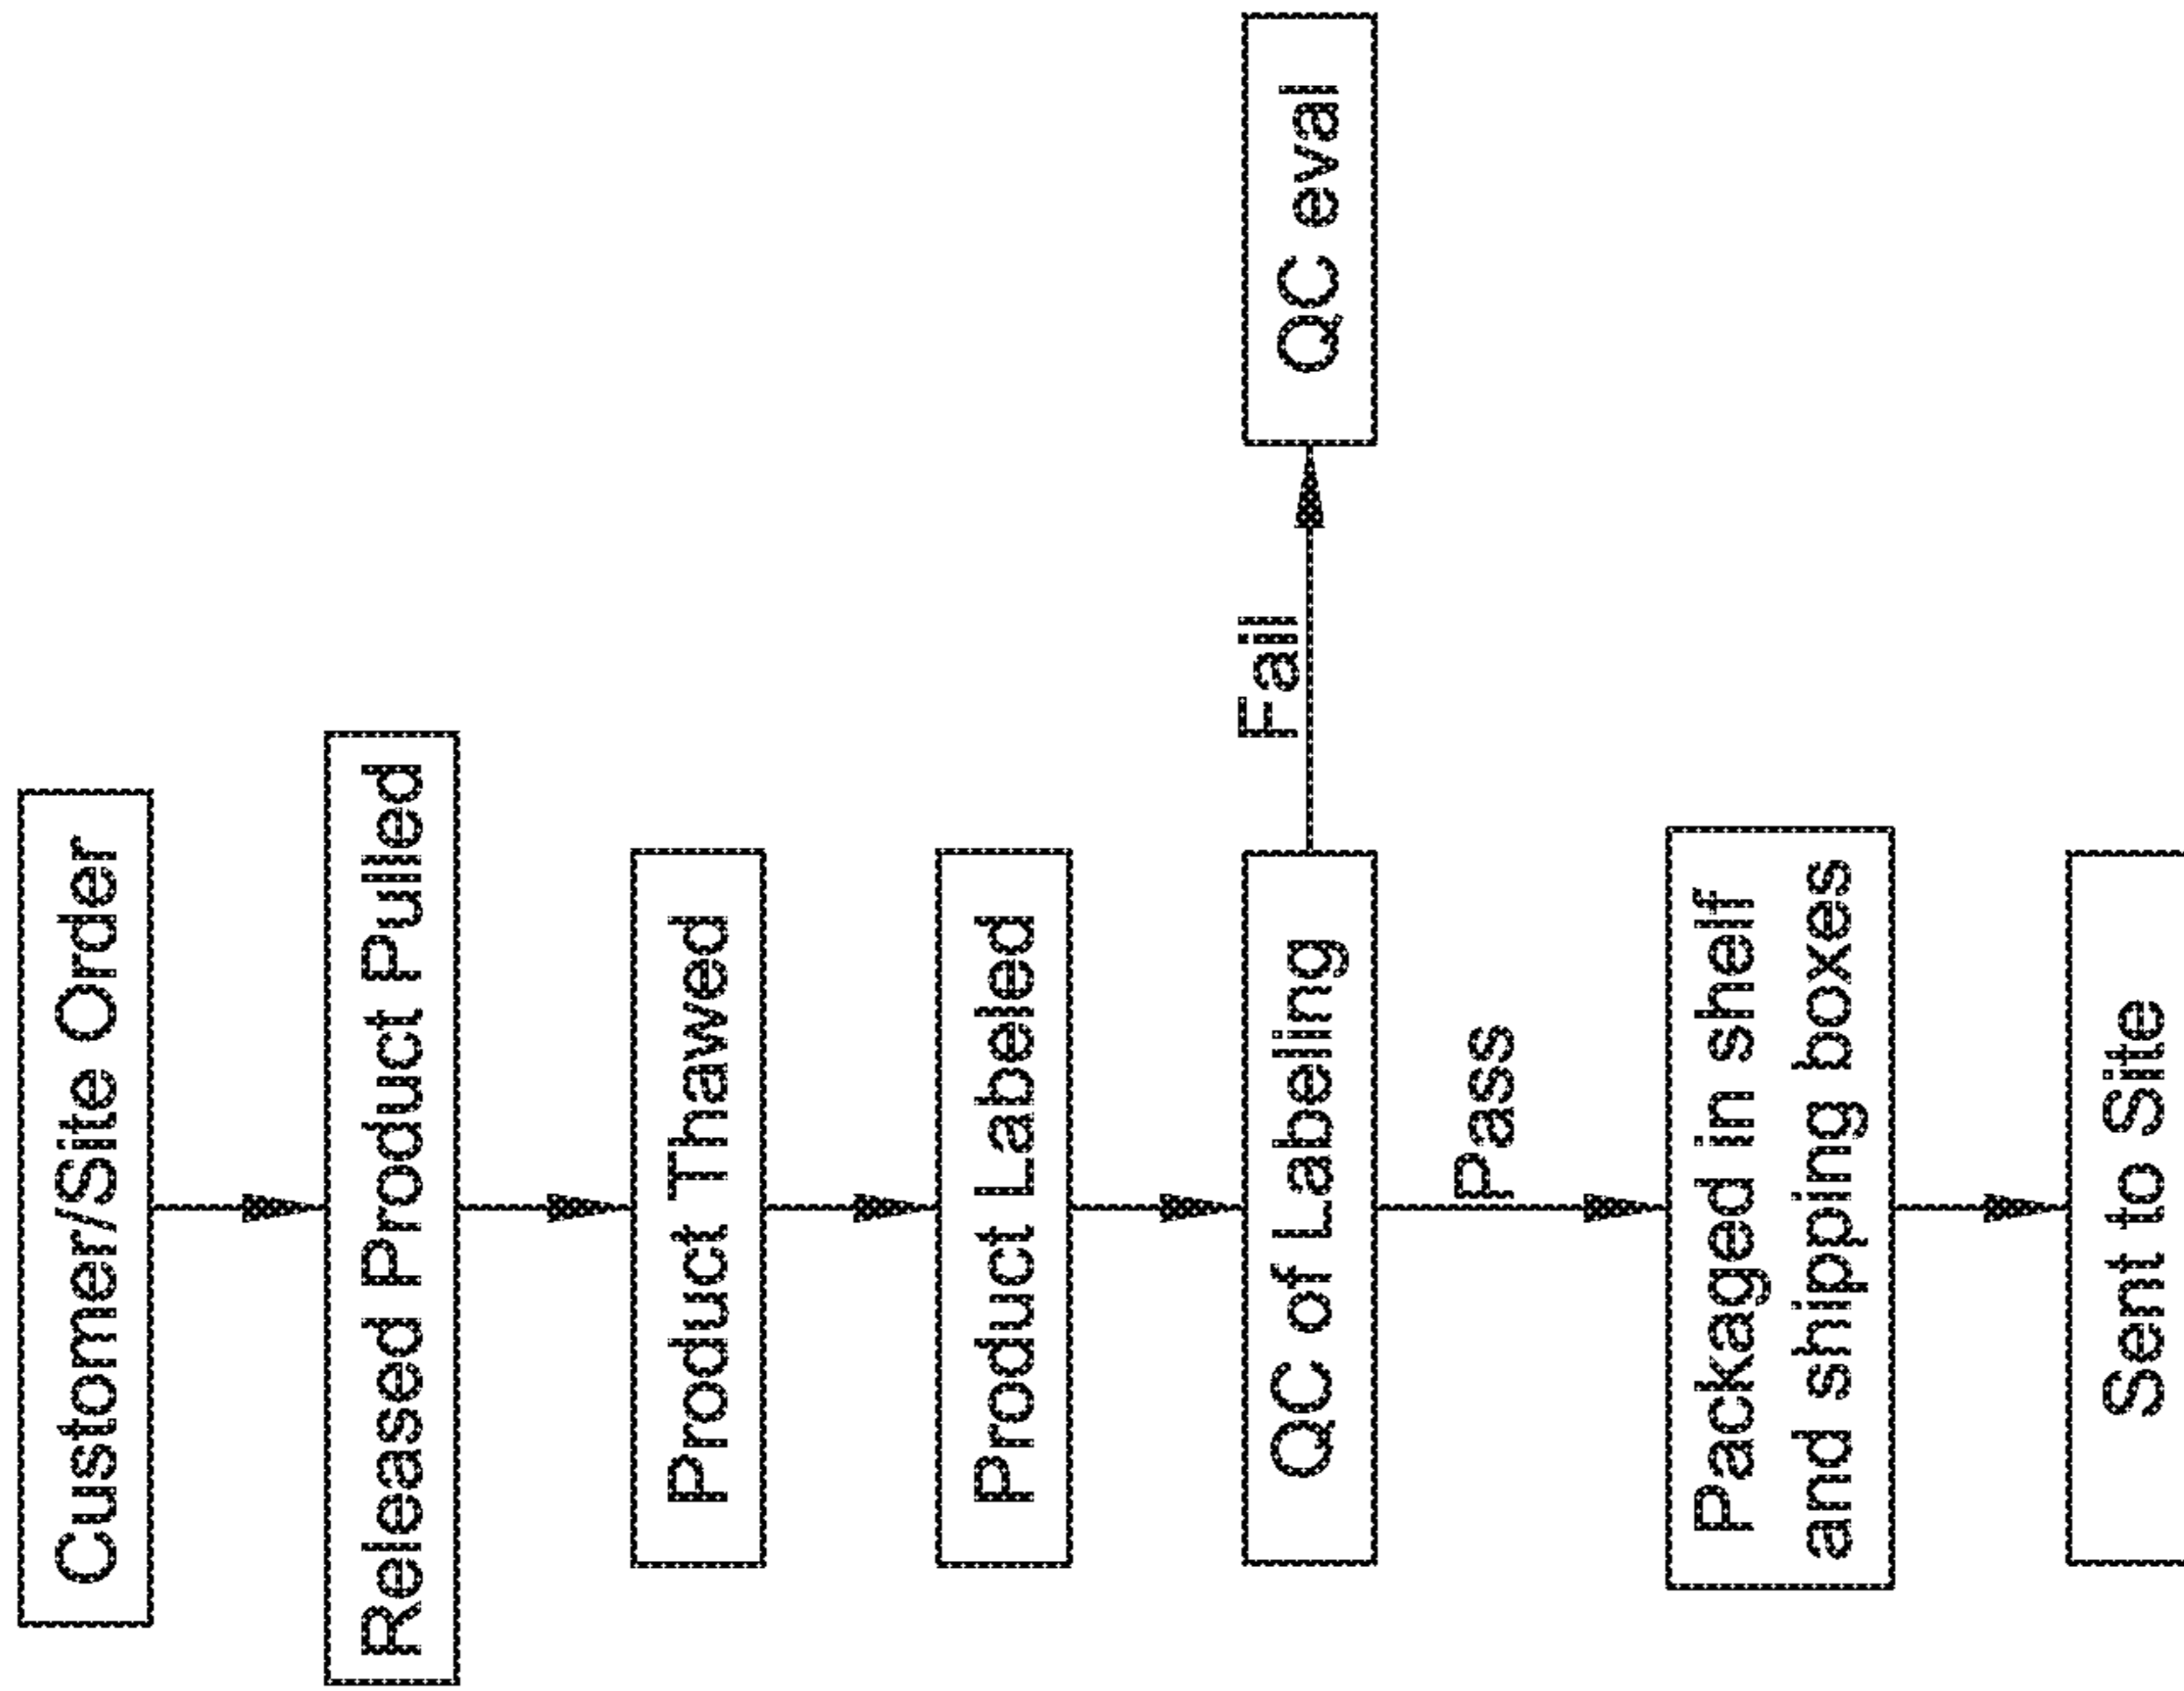 Customer/Site Order
Released Product Pulled
Product Thawed
Product Labeled
QC of Labeling
Fail
QC eval
Pass
Packaged in shelf
and shipping boxes
Sent to Site